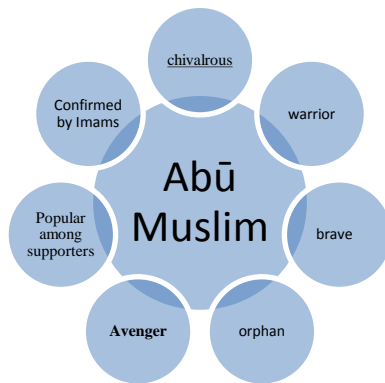 chivalrous
Confirmed
by Imams
warrior
Abū
Muslim
Popular
among
supporters
brave
Avenger
orphan